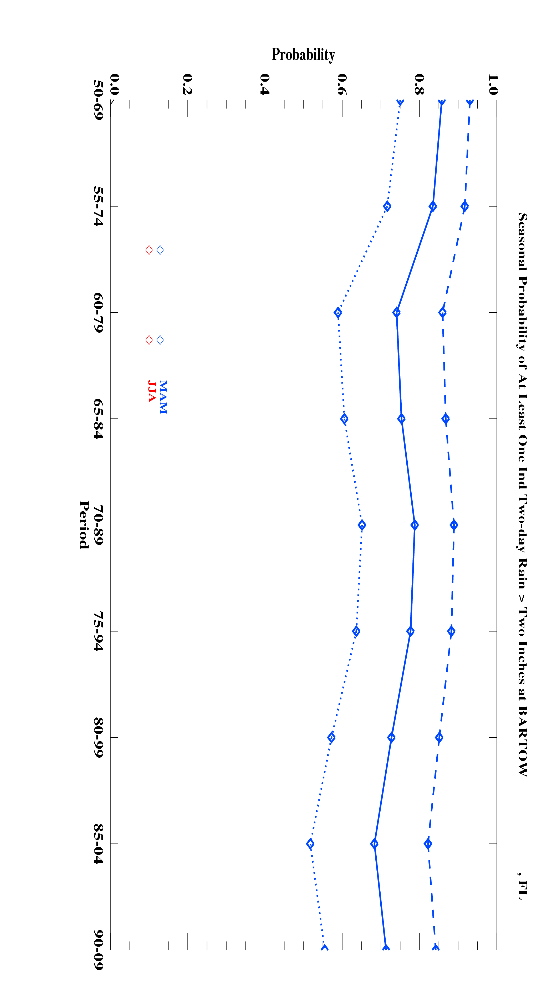 Seasonal Probability of At Least One Ind Two-day Rain > Two Inches at BARTOW , FL
1.0
0.8
0.6
0.4
0.2
0.0
Probability
MAM
JJA
50-69 55-74 60-79 65-84 70-89 75-94 80-99 85-04 90-09
Period